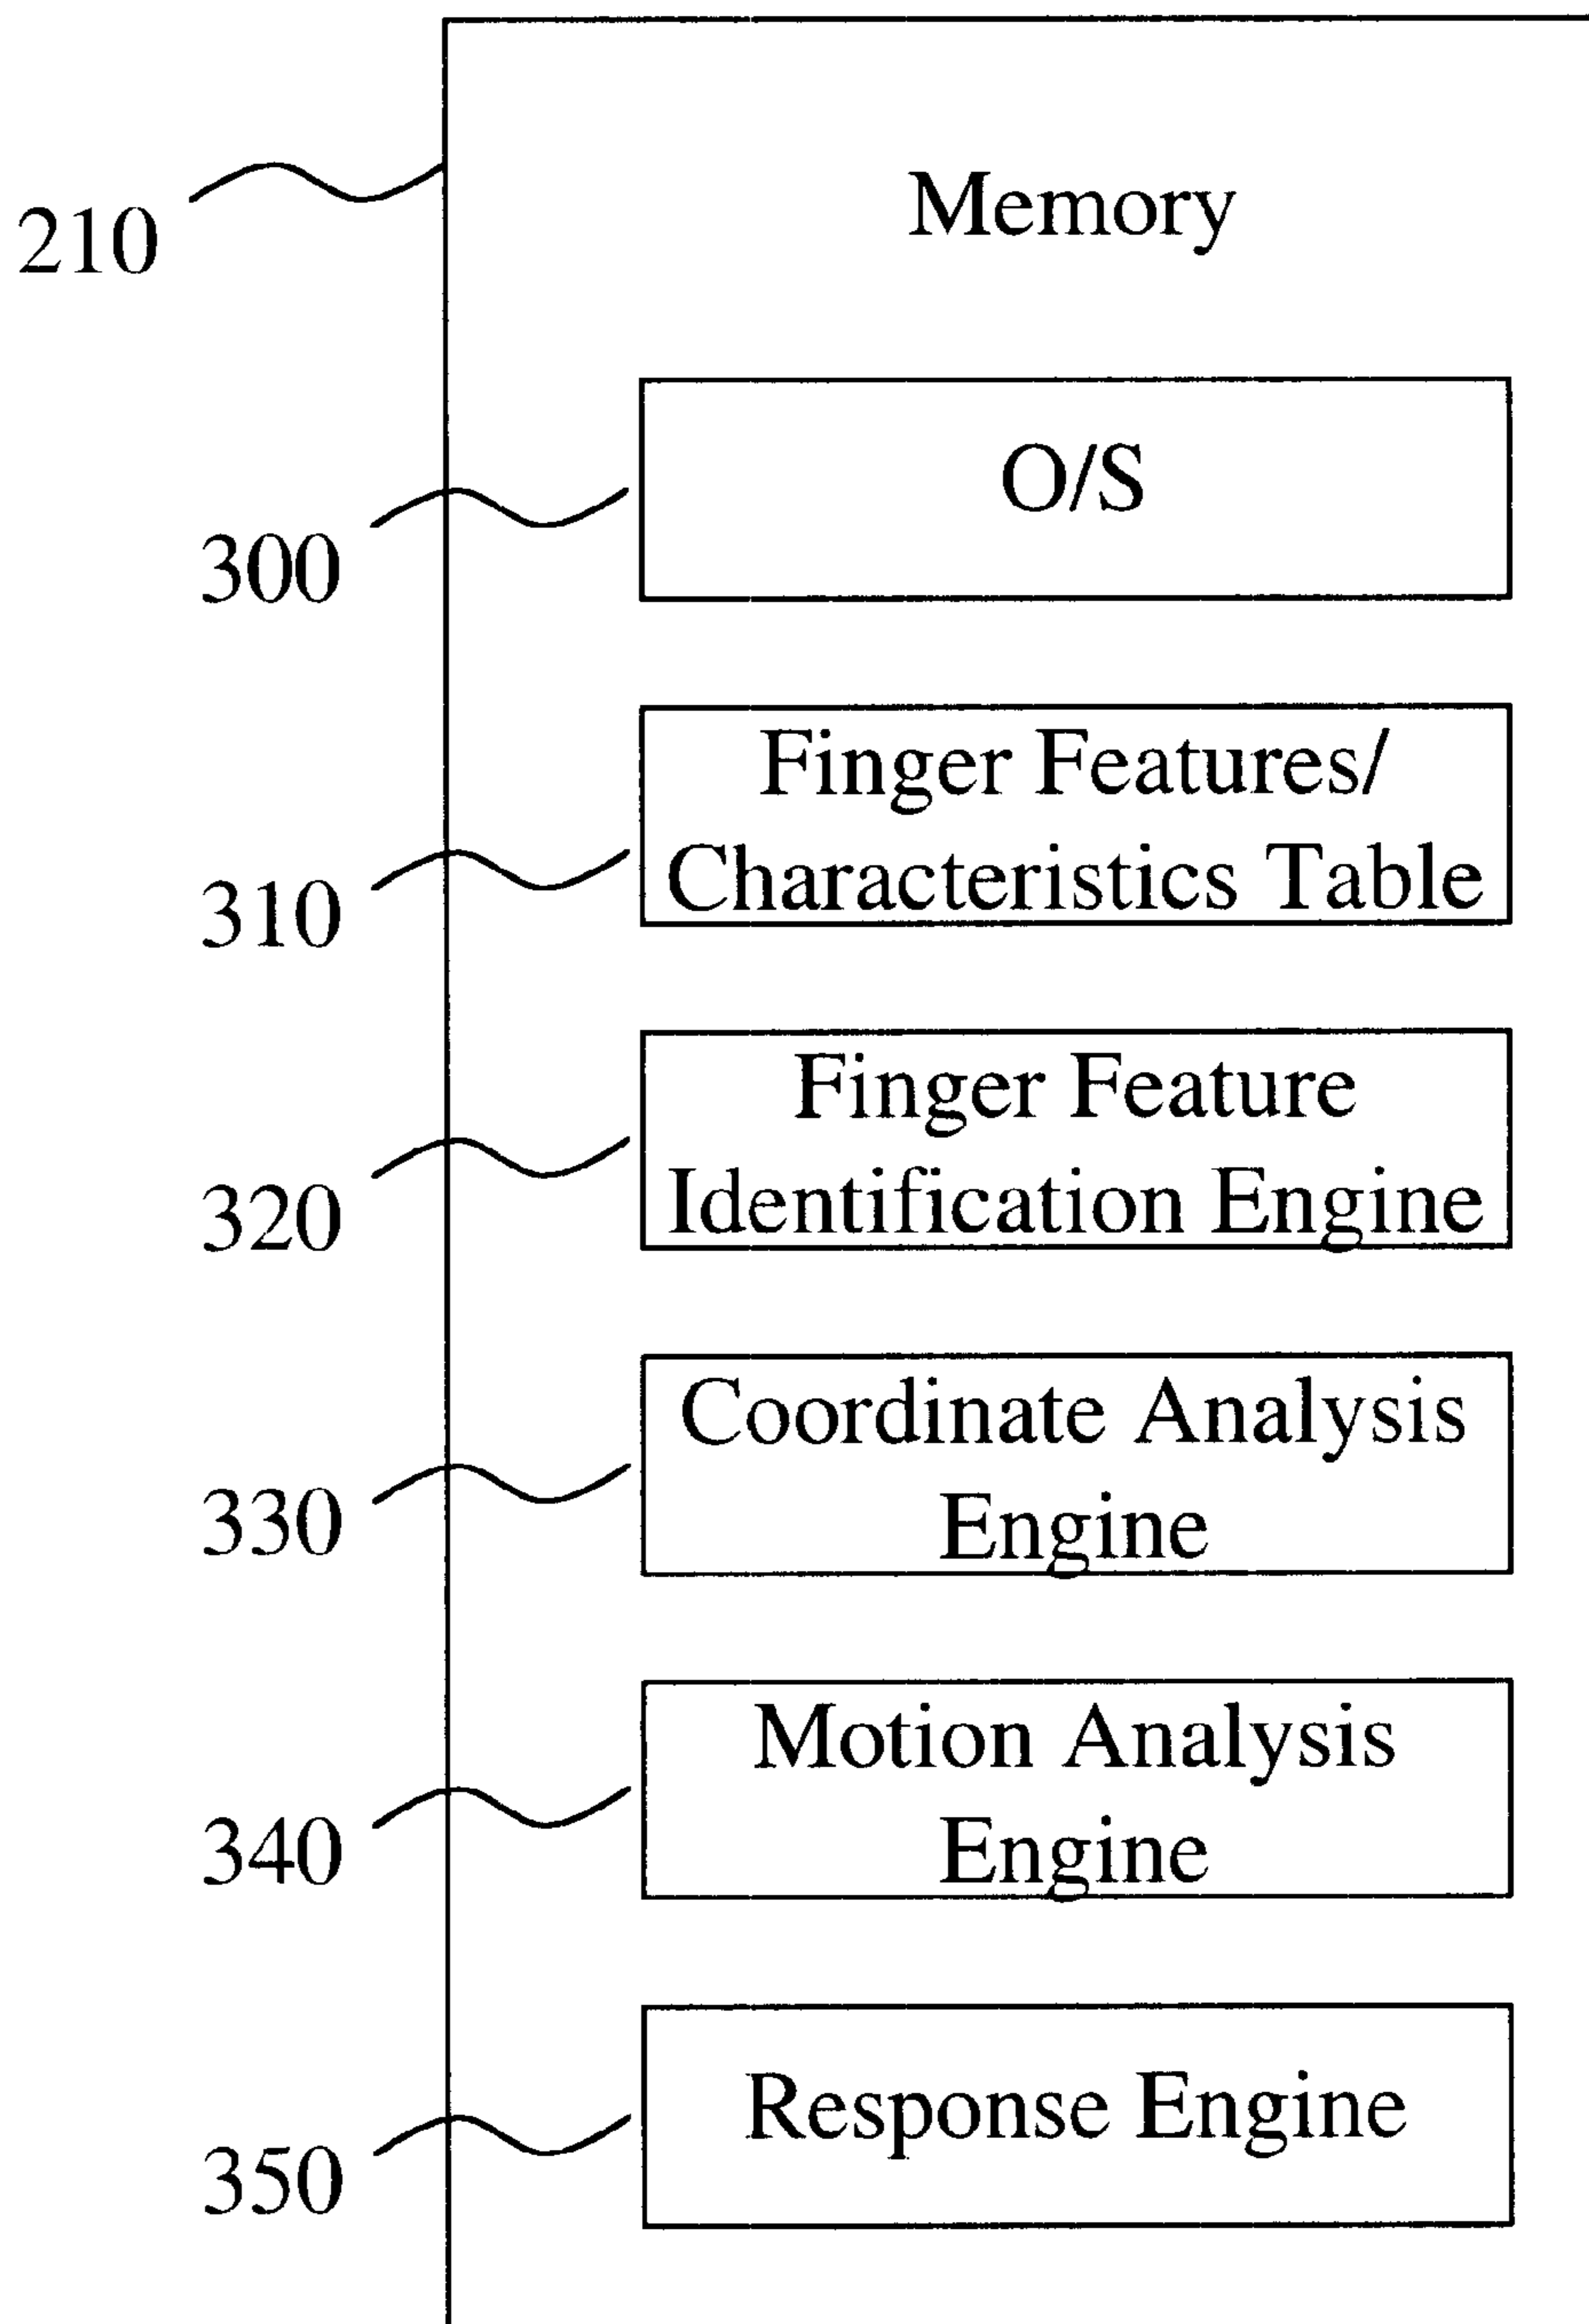 Memory
210
O/S
300
Finger Features/
Characteristics Table
310
Finger Feature
Identification Engine
320
Coordinate Analysis
Engine
330
Motion Analysis
Engine
340
Response Engine
350